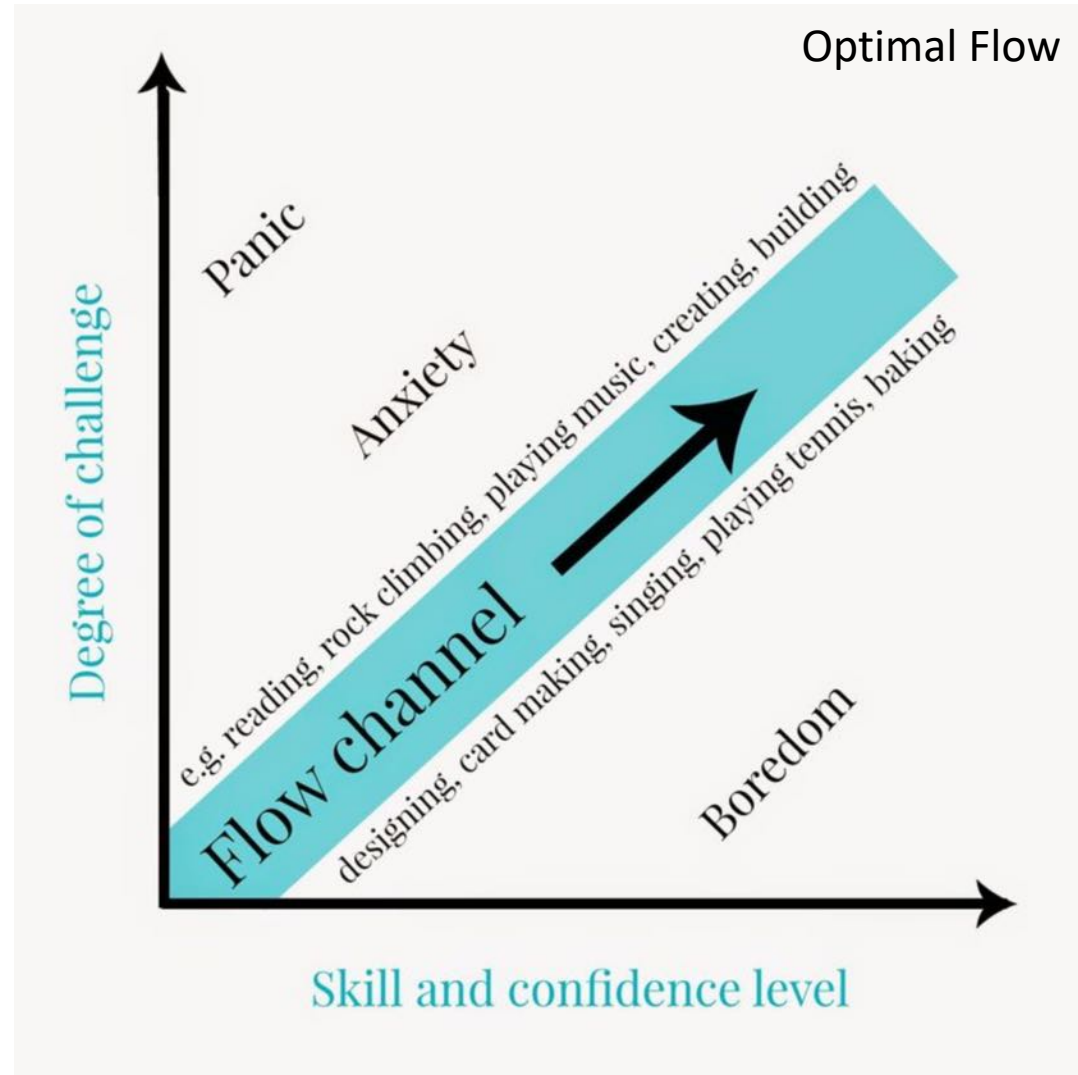 Optimal Flow
Degree of challenge
Panic
Anxiety
e.g. reading, rock climbing, playing music, creating, building
Flow channel
designing, card making, singing, playing tennis, baking
Boredom
Skill and confidence level